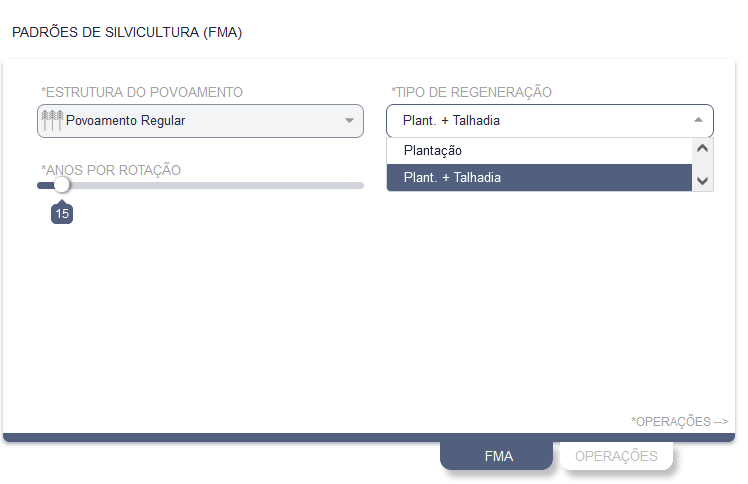 PADRÕES DE SILVICULTURA (FMA)
*ESTRUTURA DO POVOAMENTO
Povoamento Regular
*TIPO DE REGENERAÇÃO
Plant. + Talhadia
Plantação
Plant. + Talhadia
*ANOS POR ROTAÇÃO
15
*OPERAÇÕES -->
FMA
OPERAÇÕES